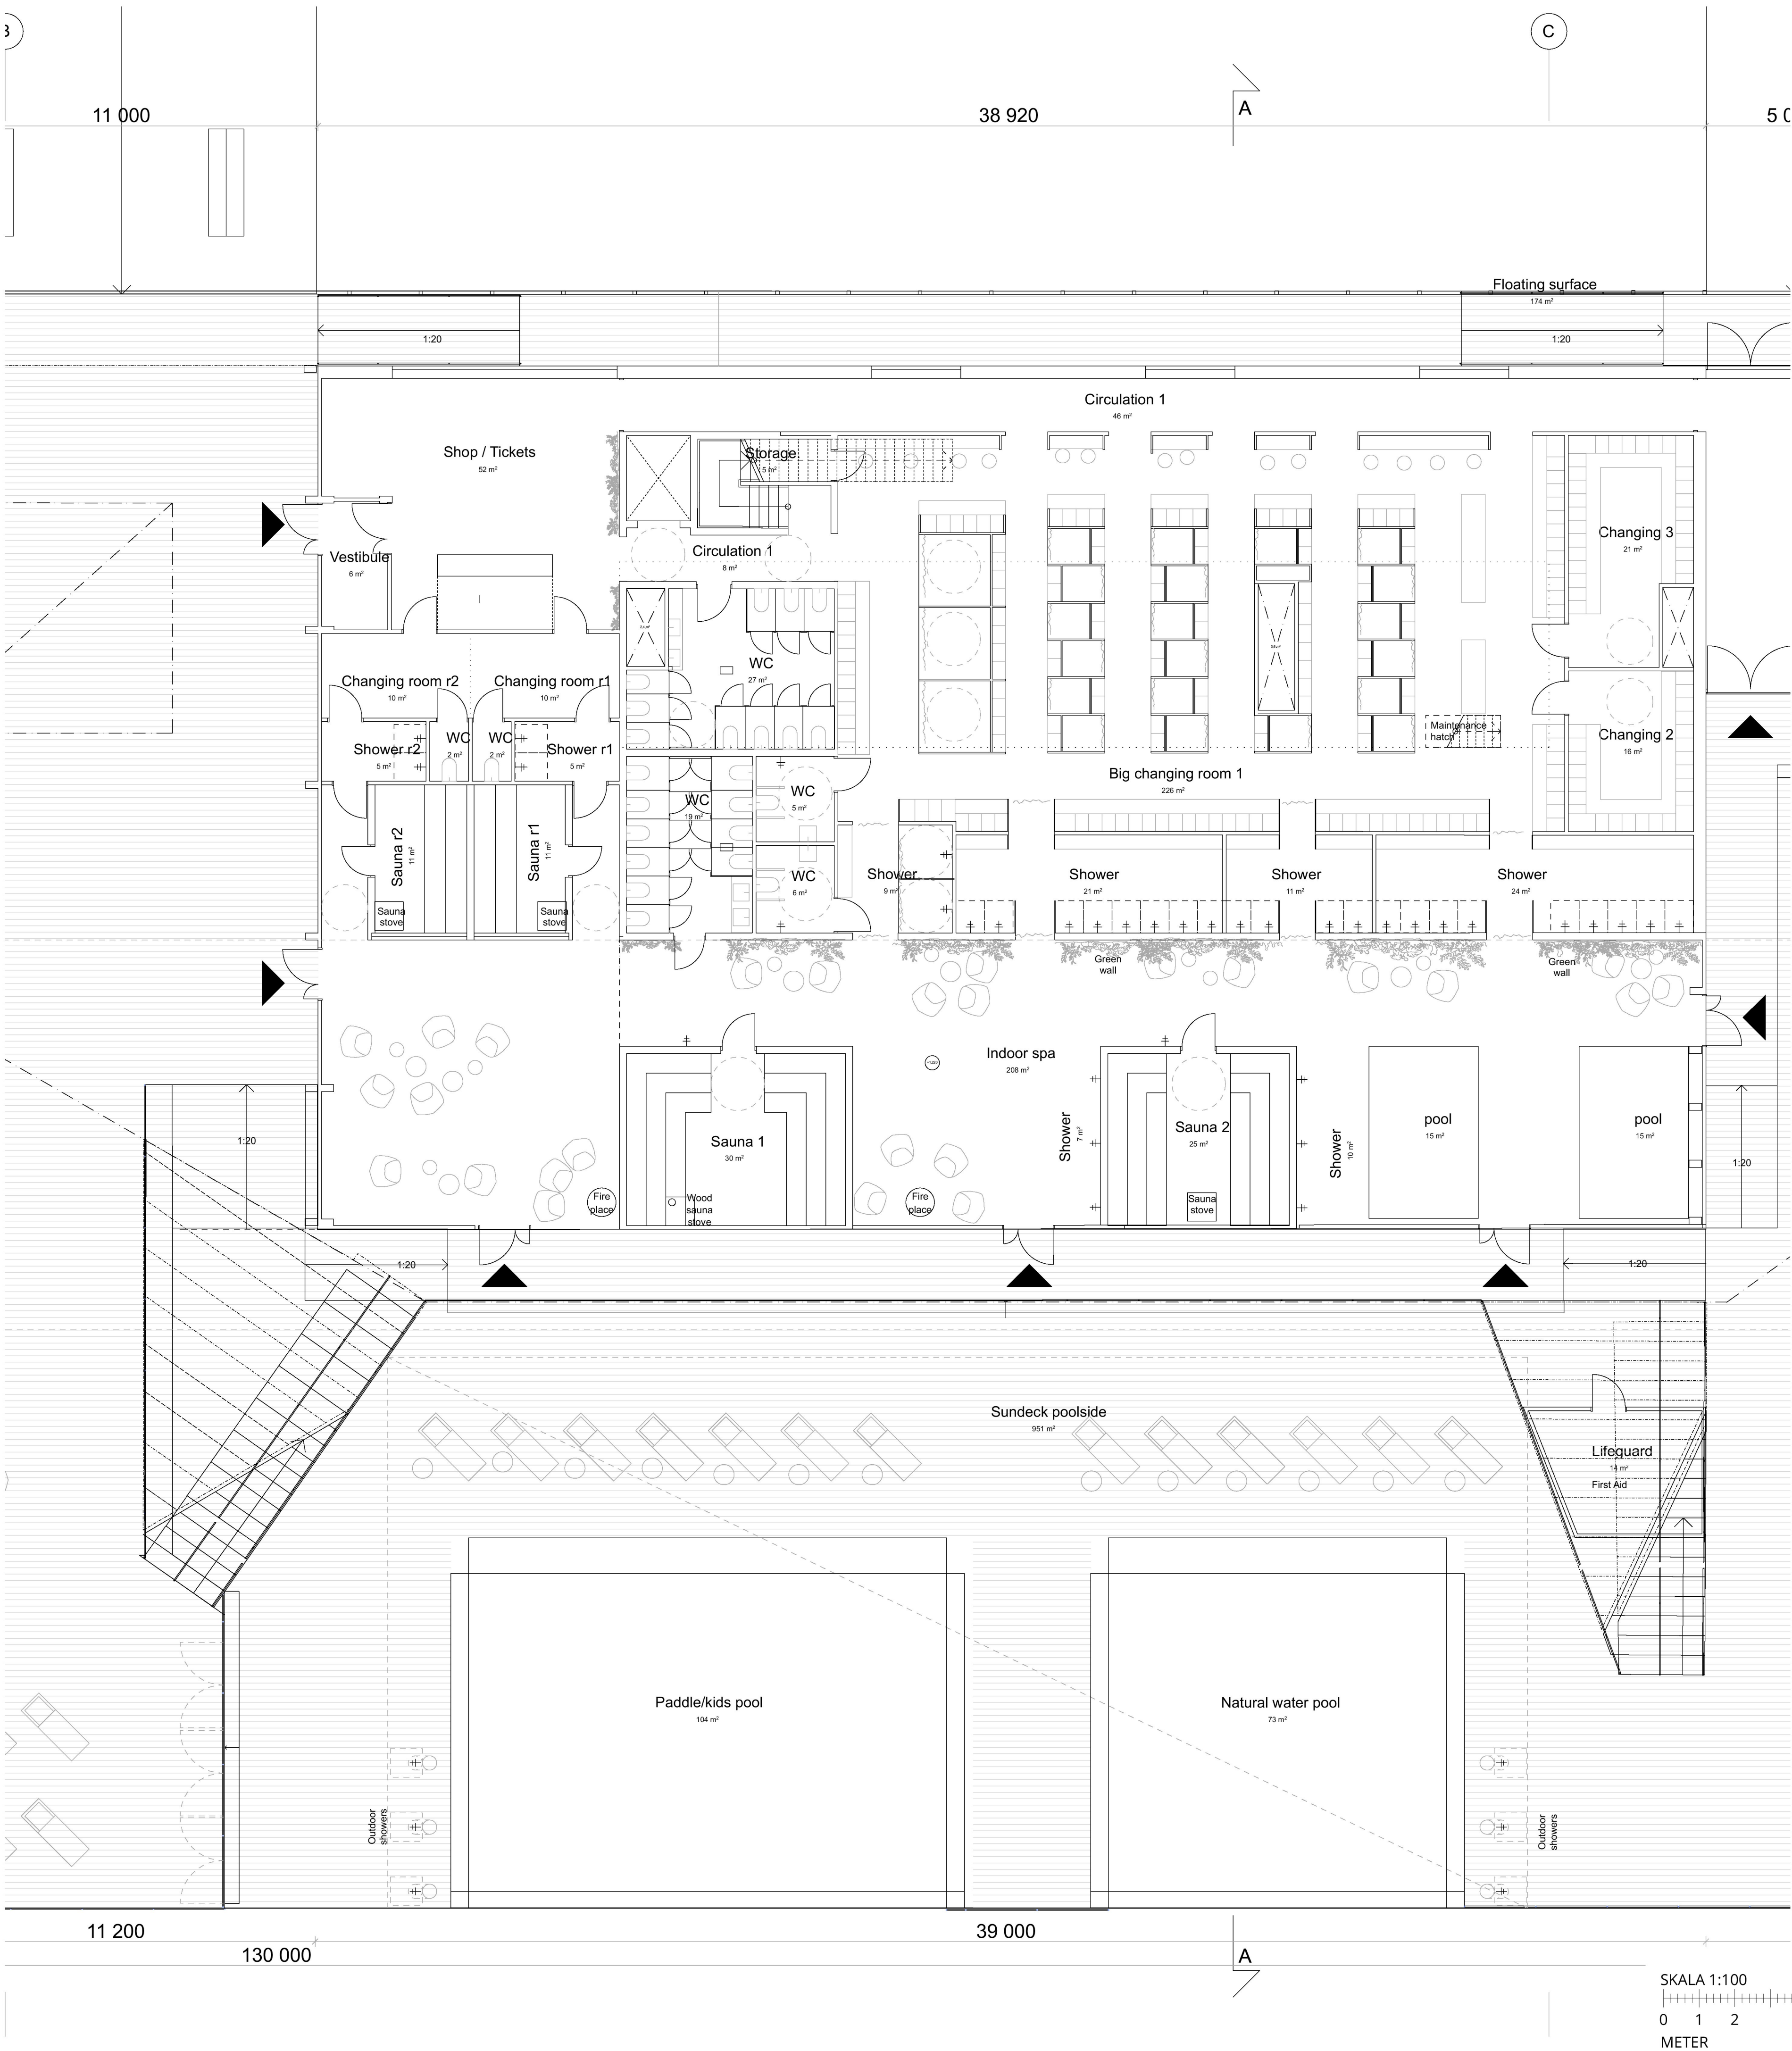 C
11 000
38 920
A
Floating surface
174 m²
1:20
1:20
Circulation 1
46 m²
Shop / Tickets
52 m²
Storage
5 m²
Changing 3
21 m²
Circulation 1
8 m²
Vestibule
6 m²
WC
27 m²
Changing room r2
10 m²
Changing room r1
10 m²
Maintenance
hatch
Changing 2
16 m²
Shower r2
5 m²
WC
2 m²
WC
2 m²
Shower r1
5 m²
Big changing room 1
226 m²
WC
19 m²
WC
5 m²
Sauna r2
11 m²
Sauna r1
11 m²
WC
6 m²
Shower
9 m²
Shower
21 m²
Shower
11 m²
Shower
24 m²
Sauna
stove
Sauna
stove
Green
wall
Green
wall
Indoor spa
208 m²
Sauna 1
30 m²
Shower
7 m²
Sauna 2
25 m²
Shower
10 m²
pool
15 m²
pool
15 m²
1:20
1:20
Fire
place
Wood
sauna
stove
Fire
place
Sauna
stove
1:20
1:20
Sundeck poolside
951 m²
Lifeguard
14 m²
First Aid
Paddle/kids pool
104 m²
Natural water pool
73 m²
Outdoor
showers
Outdoor
showers
11 200
39 000
130 000
A
SKALA 1:100
0 1 2
METER